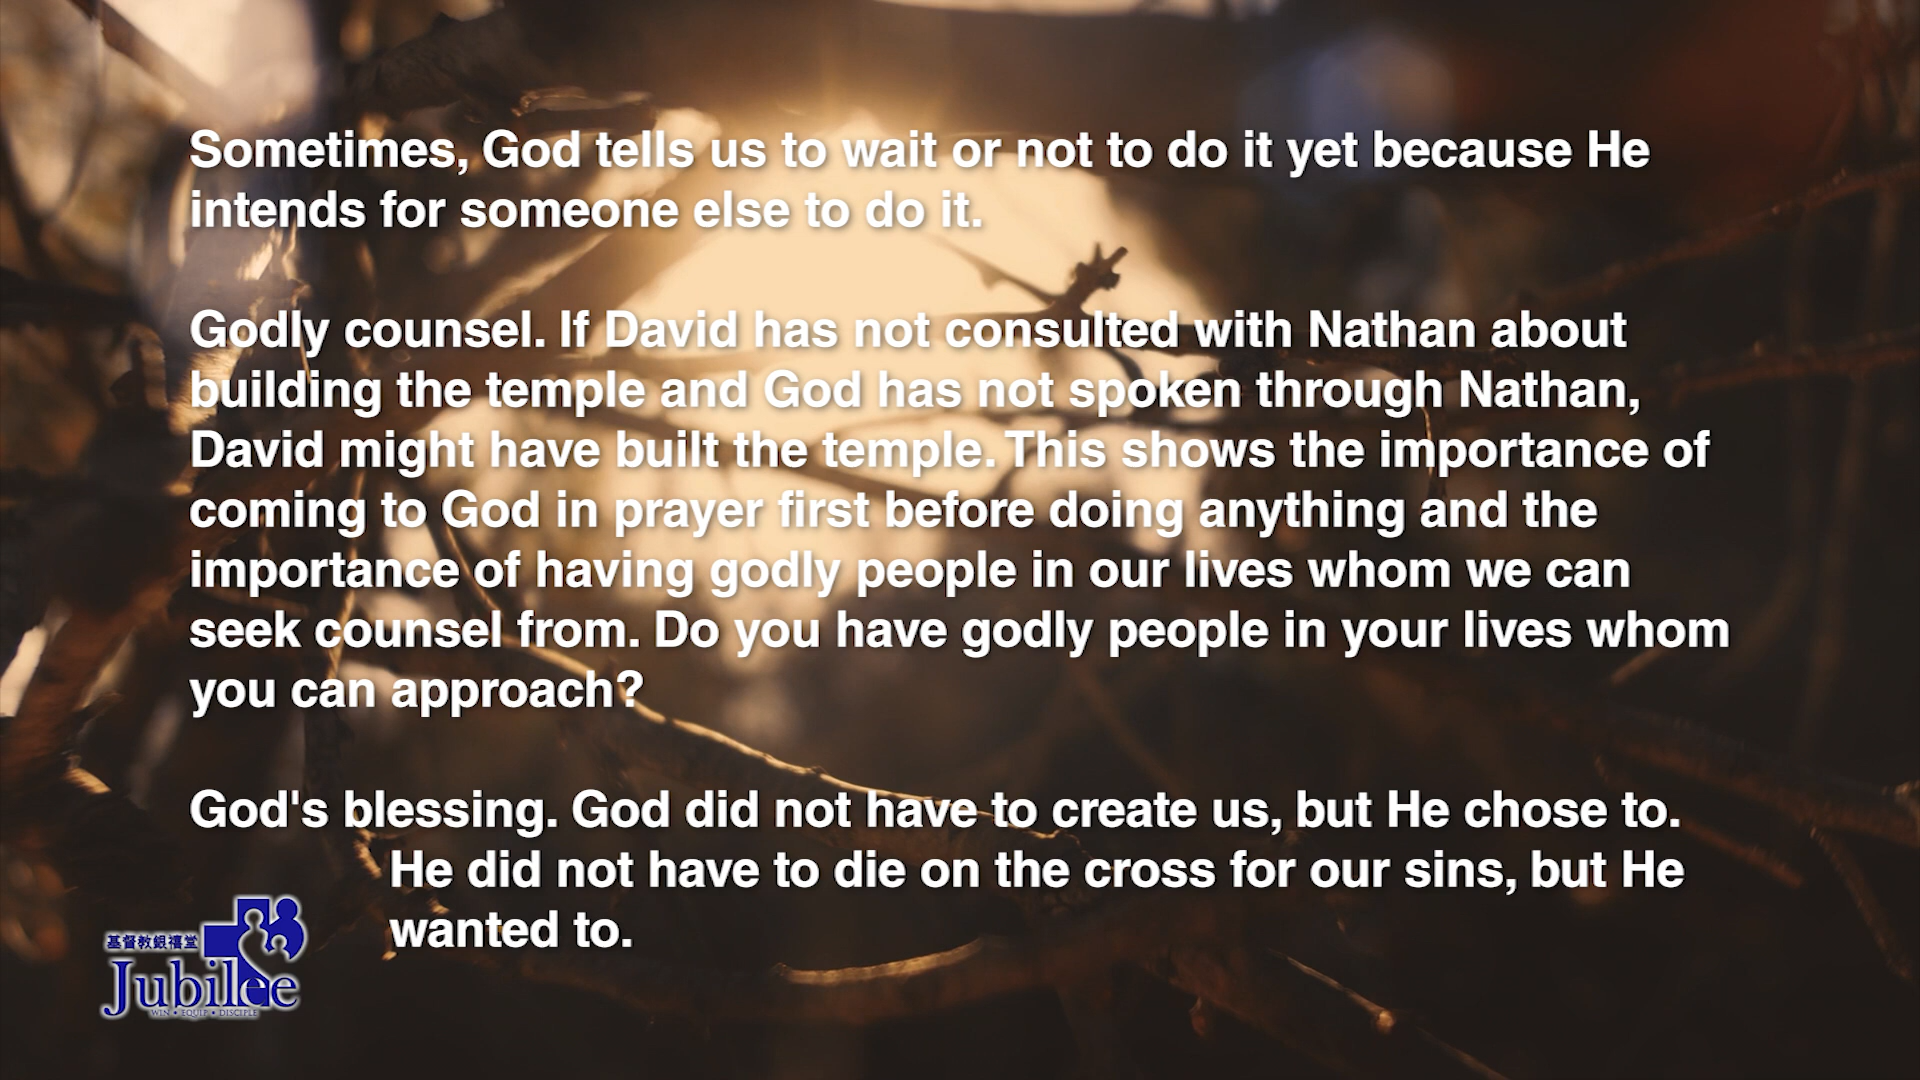 Sometimes, God tells us to wait or not to do it yet because He
intends for someone else to do it.
Godly counsel. If David has not consulted with Nathan about
building the temple and God has not spoken through Nathan,
David might have built the temple. This shows the importance of
coming to God in prayer first before doing anything and the
importance of having godly people in our lives whom we can
seek counsel from. Do you have godly people in your lives whom
you can approach?
God's blessing. God did not have to create us, but He chose to.
He did not have to die on the cross for our sins, but He
wanted to.
基督教銀禧堂
Jubilee
WIN • EQUIP • DISCIPLE